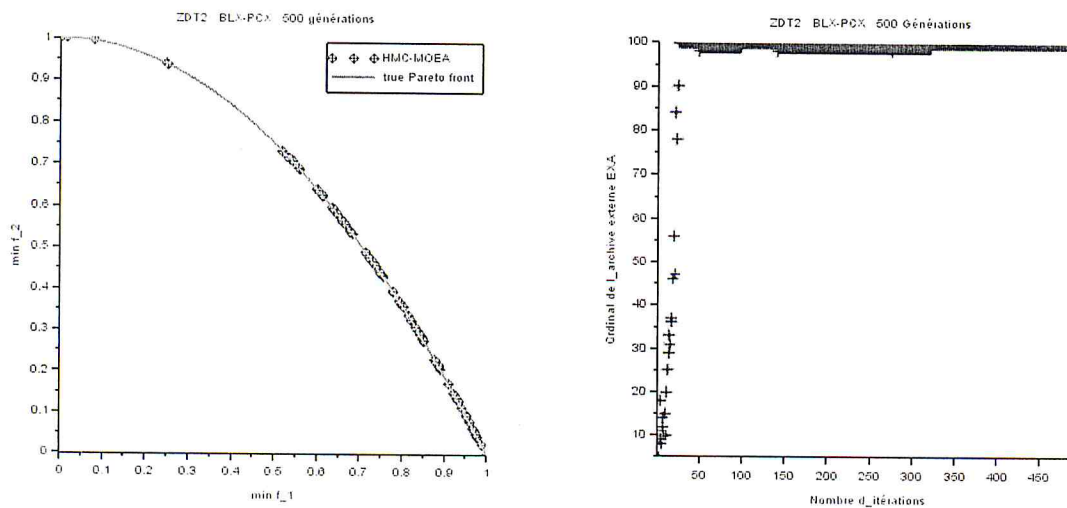 ZDT2 BLX-PCX 500 générations
HMC-MOEA
true Pareto front
1
0.9
0.8
0.7
0.6
0.5
0.4
0.3
0.2
0.1
0
min f_2
0 0.1 0.2 0.3 0.4 0.5 0.6 0.7 0.8 0.9 1
min f_1
ZDT2 BLX-PCX 500 Générations
100
90
80
70
60
50
40
30
20
10
Ordinal de l_archive externe EXA
50 100 150 200 250 300 350 400 450
Nombre d_itérations